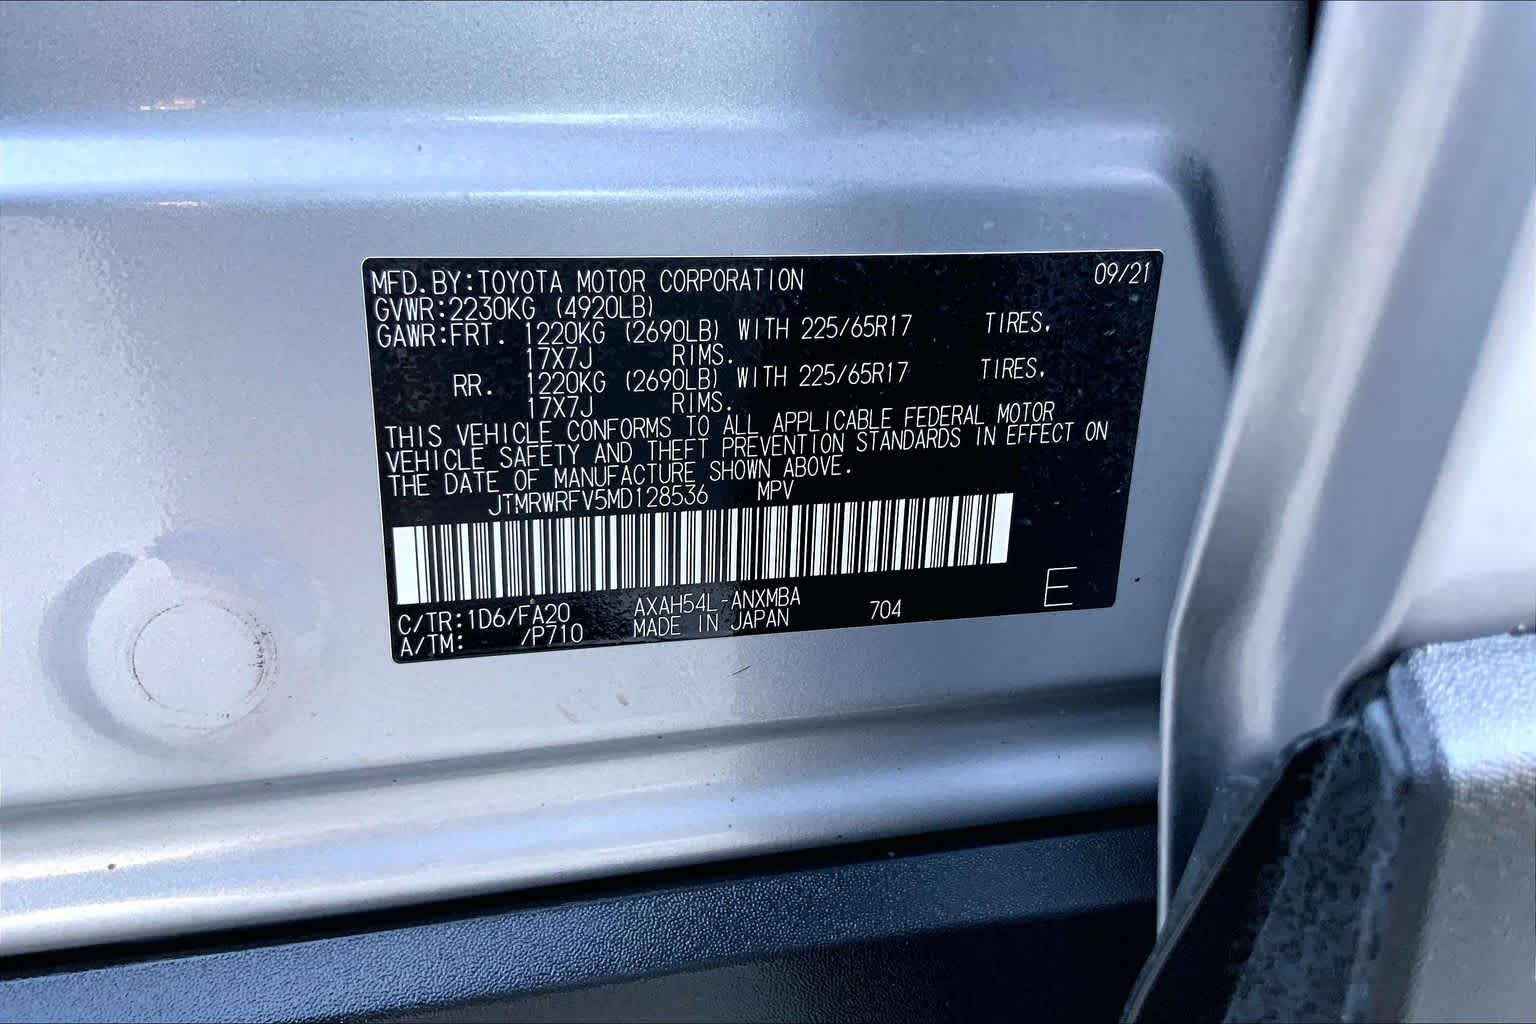 MFD.BY:TOYOTA MOTOR CORPORATION 09/21
GVWR:2230KG (4920LB)
GAWR:FRT. 1220KG (2690LB) WITH 225/65R17 TIRES,
17X7J RIMS.
RR. 1220KG (2690LB) WITH 225/65R17 TIRES,
17X7J RIMS.
THIS VEHICLE CONFORMS TO ALL APPLICABLE FEDERAL MOTOR
VEHICLE SAFETY AND THEFT PREVENTION STANDARDS IN EFFECT ON
THE DATE OF MANUFACTURE SHOWN ABOVE.
JTMRWRFV5MD128536 MPV
C/TR:1D6/FA20 AXAH54L-ANXMBA 704 E
A/TM: /P710 MADE IN JAPAN